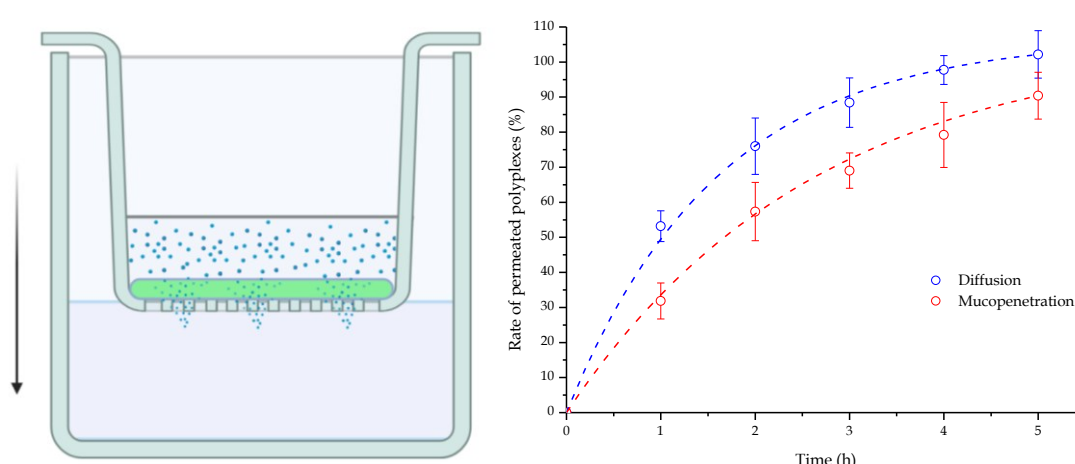 110
100
90
80
70
60
50
40
30
20
10
0
Rate of permeated polyplexes (%)
Diffusion
Mucopenetration
0 1 2 3 4 5
Time (h)